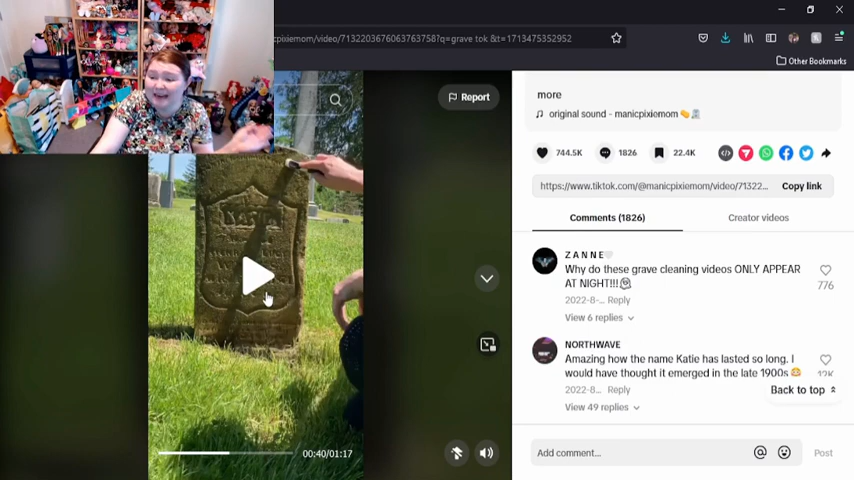 cpixiemom/video/7132203676063763758?q=grave tok &t=1713475352952
Other Bookmarks
Report
more
original sound - manicpixiemom
744.5K
1826
22.4K
https://www.tiktok.com/@manicpixiemom/video/71322...
Copy link
Comments (1826)
Creator videos
Z A N N E
Why do these grave cleaning videos ONLY APPEAR
AT NIGHT!!!
776
2022-8-... Reply
View 6 replies
NORTHWAVE
Amazing how the name Katie has lasted so long. I
would have thought it emerged in the late 1900s
12K
2022-8... Reply
Back to top
View 49 replies
00:40/01:17
Add comment...
Post